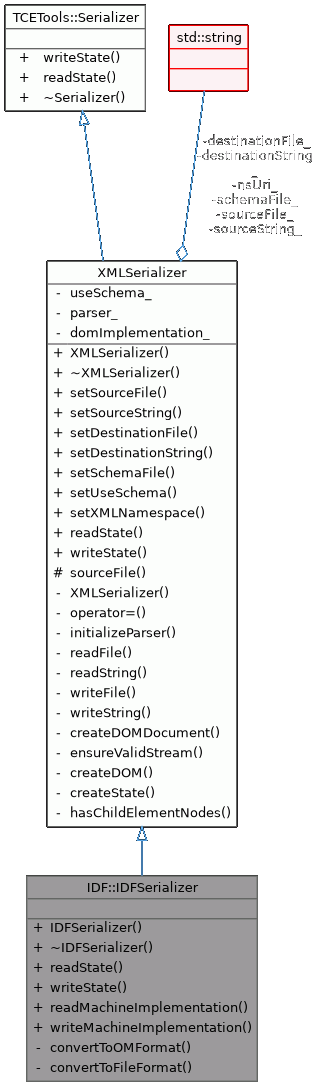 TCETools::Serializer
+ writeState()
+ readState()
+ ~Serializer()
std::string
-destinationFile_
-destinationString
_
-nsUri_
-schemaFile_
-sourceFile_
-sourceString_
XMLSerializer
- useSchema_
- parser_
- domImplementation_
+ XMLSerializer()
+ ~XMLSerializer()
+ setSourceFile()
+ setSourceString()
+ setDestinationFile()
+ setDestinationString()
+ setSchemaFile()
+ setUseSchema()
+ setXMLNamespace()
+ readState()
+ writeState()
# sourceFile()
- XMLSerializer()
- operator=()
- initializeParser()
- readFile()
- readString()
- writeFile()
- writeString()
- createDOMDocument()
- ensureValidStream()
- createDOM()
- createState()
- hasChildElementNodes()
IDF::IDFSerializer
+ IDFSerializer()
+ ~IDFSerializer()
+ readState()
+ writeState()
+ readMachineImplementation()
+ writeMachineImplementation()
- convertToOMFormat()
- convertToFileFormat()